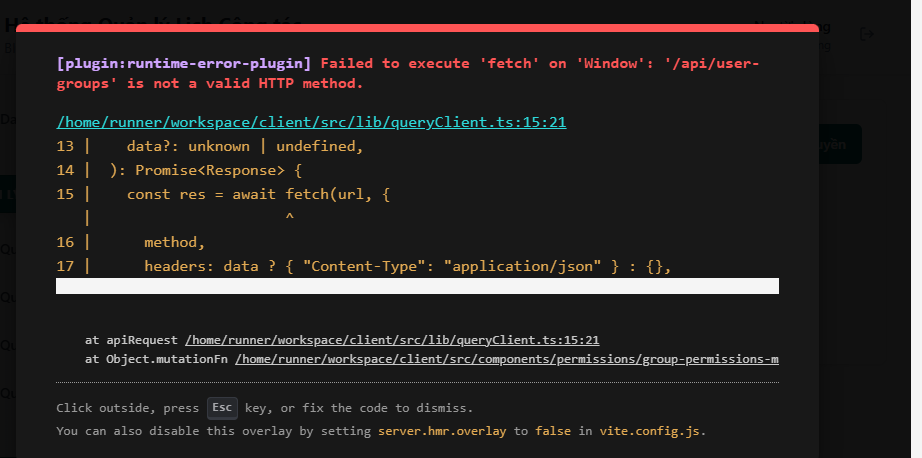 [plugin:runtime-error-plugin] Failed to execute 'fetch' on 'Window': '/api/user-
groups' is not a valid HTTP method.
/home/runner/workspace/client/src/lib/queryClient.ts:15:21
13 |    data?: unknown | undefined,
14 |  ): Promise<Response> {
15 |    const res = await fetch(url, {
   |                      ^
16 |      method,
17 |      headers: data ? { "Content-Type": "application/json" } : {},
at apiRequest /home/runner/workspace/client/src/lib/queryClient.ts:15:21
at Object.mutationFn /home/runner/workspace/client/src/components/permissions/group-permissions-m
Click outside, press Esc key, or fix the code to dismiss.
You can also disable this overlay by setting server.hmr.overlay to false in vite.config.js.